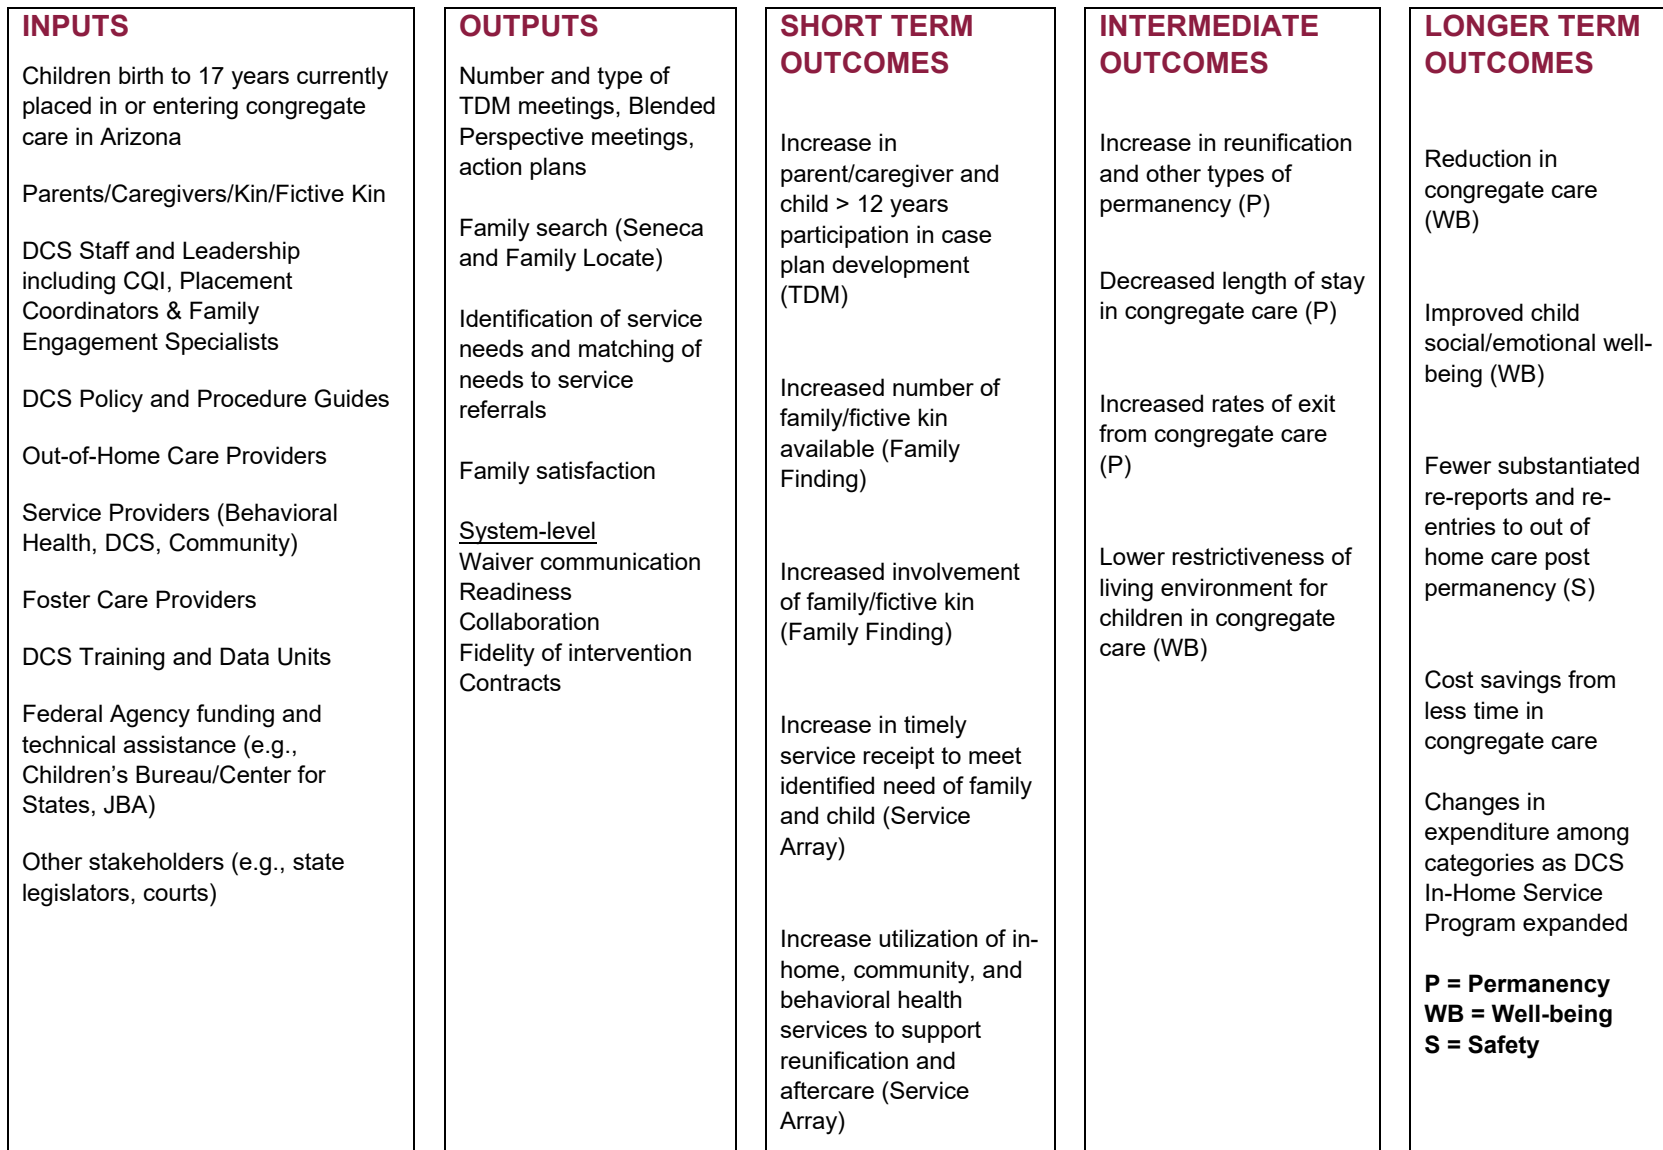 INPUTS
Children birth to 17 years currently
placed in or entering congregate
care in Arizona
Parents/Caregivers/Kin/Fictive Kin
DCS Staff and Leadership
including CQI, Placement
Coordinators & Family
Engagement Specialists
DCS Policy and Procedure Guides
Out-of-Home Care Providers
Service Providers (Behavioral
Health, DCS, Community)
Foster Care Providers
DCS Training and Data Units
Federal Agency funding and
technical assistance (e.g.,
Children’s Bureau/Center for
States, JBA)
Other stakeholders (e.g., state
legislators, courts)
OUTPUTS
Number and type of
TDM meetings, Blended
Perspective meetings,
action plans
Family search (Seneca
and Family Locate)
Identification of service
needs and matching of
needs to service
referrals
Family satisfaction
System-level
Waiver communication
Readiness
Collaboration
Fidelity of intervention
Contracts
SHORT TERM
OUTCOMES
Increase in
parent/caregiver and
child > 12 years
participation in case
plan development
(TDM)
Increased number of
family/fictive kin
available (Family
Finding)
Increased involvement
of family/fictive kin
(Family Finding)
Increase in timely
service receipt to meet
identified need of family
and child (Service
Array)
Increase utilization of in-
home, community, and
behavioral health
services to support
reunification and
aftercare (Service
Array)
INTERMEDIATE
OUTCOMES
Increase in reunification
and other types of
permanency (P)
Decreased length of stay
in congregate care (P)
Increased rates of exit
from congregate care
(P)
Lower restrictiveness of
living environment for
children in congregate
care (WB)
LONGER TERM
OUTCOMES
Reduction in
congregate care
(WB)
Improved child
social/emotional well-
being (WB)
Fewer substantiated
re-reports and re-
entries to out of
home care post
permanency (S)
Cost savings from
less time in
congregate care
Changes in
expenditure among
categories as DCS
In-Home Service
Program expanded
P = Permanency
WB = Well-being
S = Safety